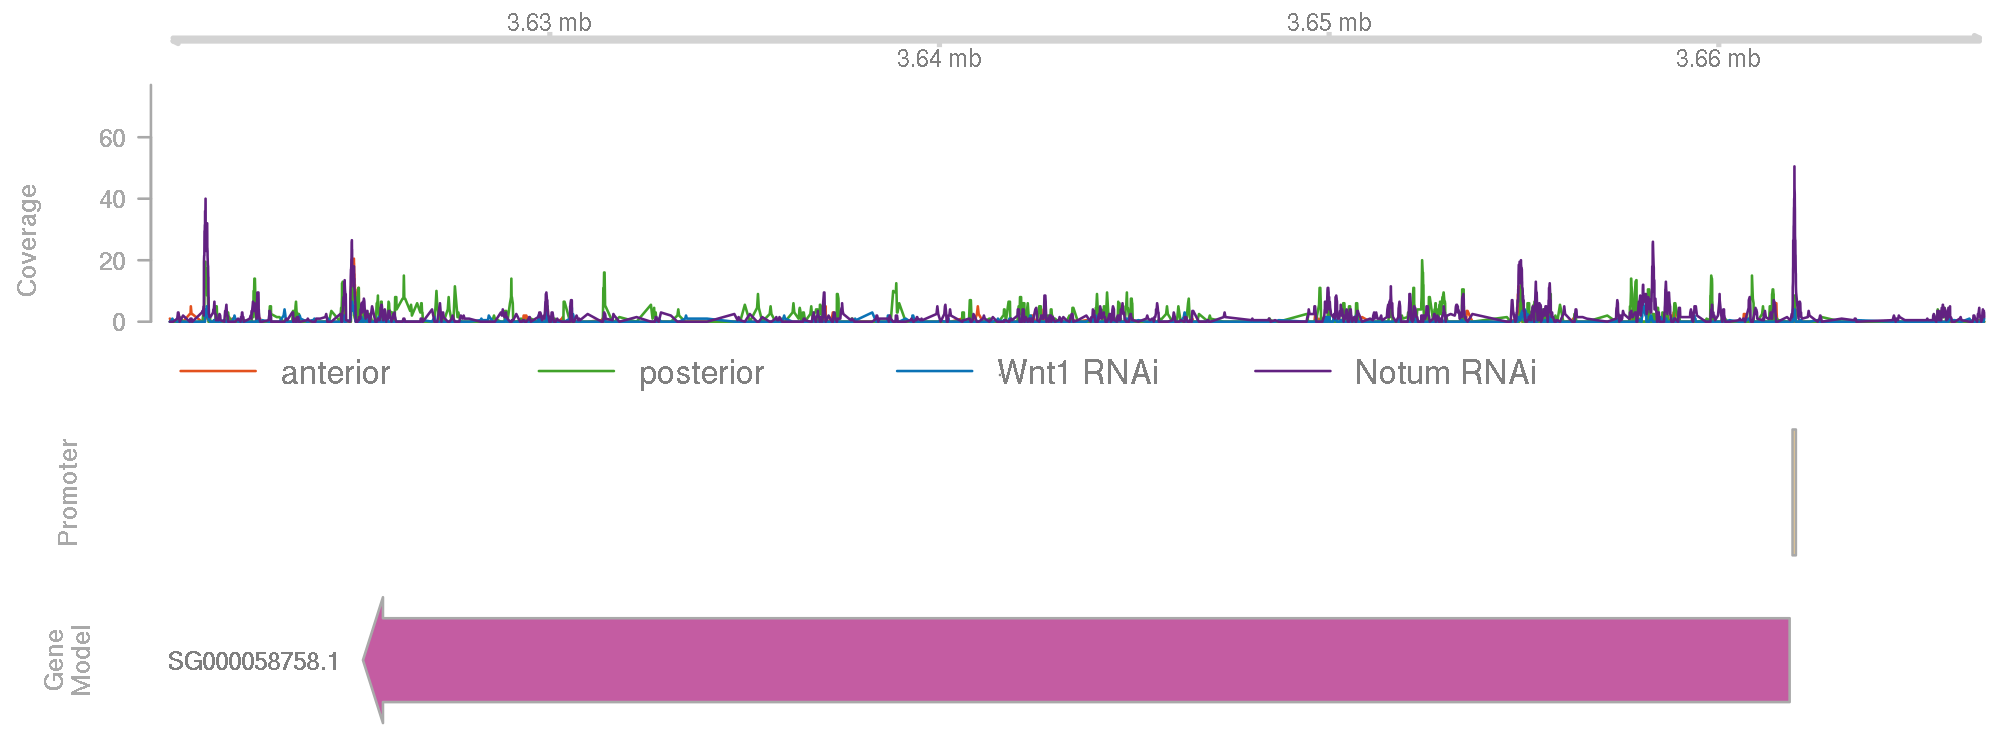 3.63 mb
3.65 mb
3.64 mb
3.66 mb
Coverage
60
40
20
0
anterior
posterior
Wnt1 RNAi
Notum RNAi
Promoter
Gene
Model
SG000058758.1